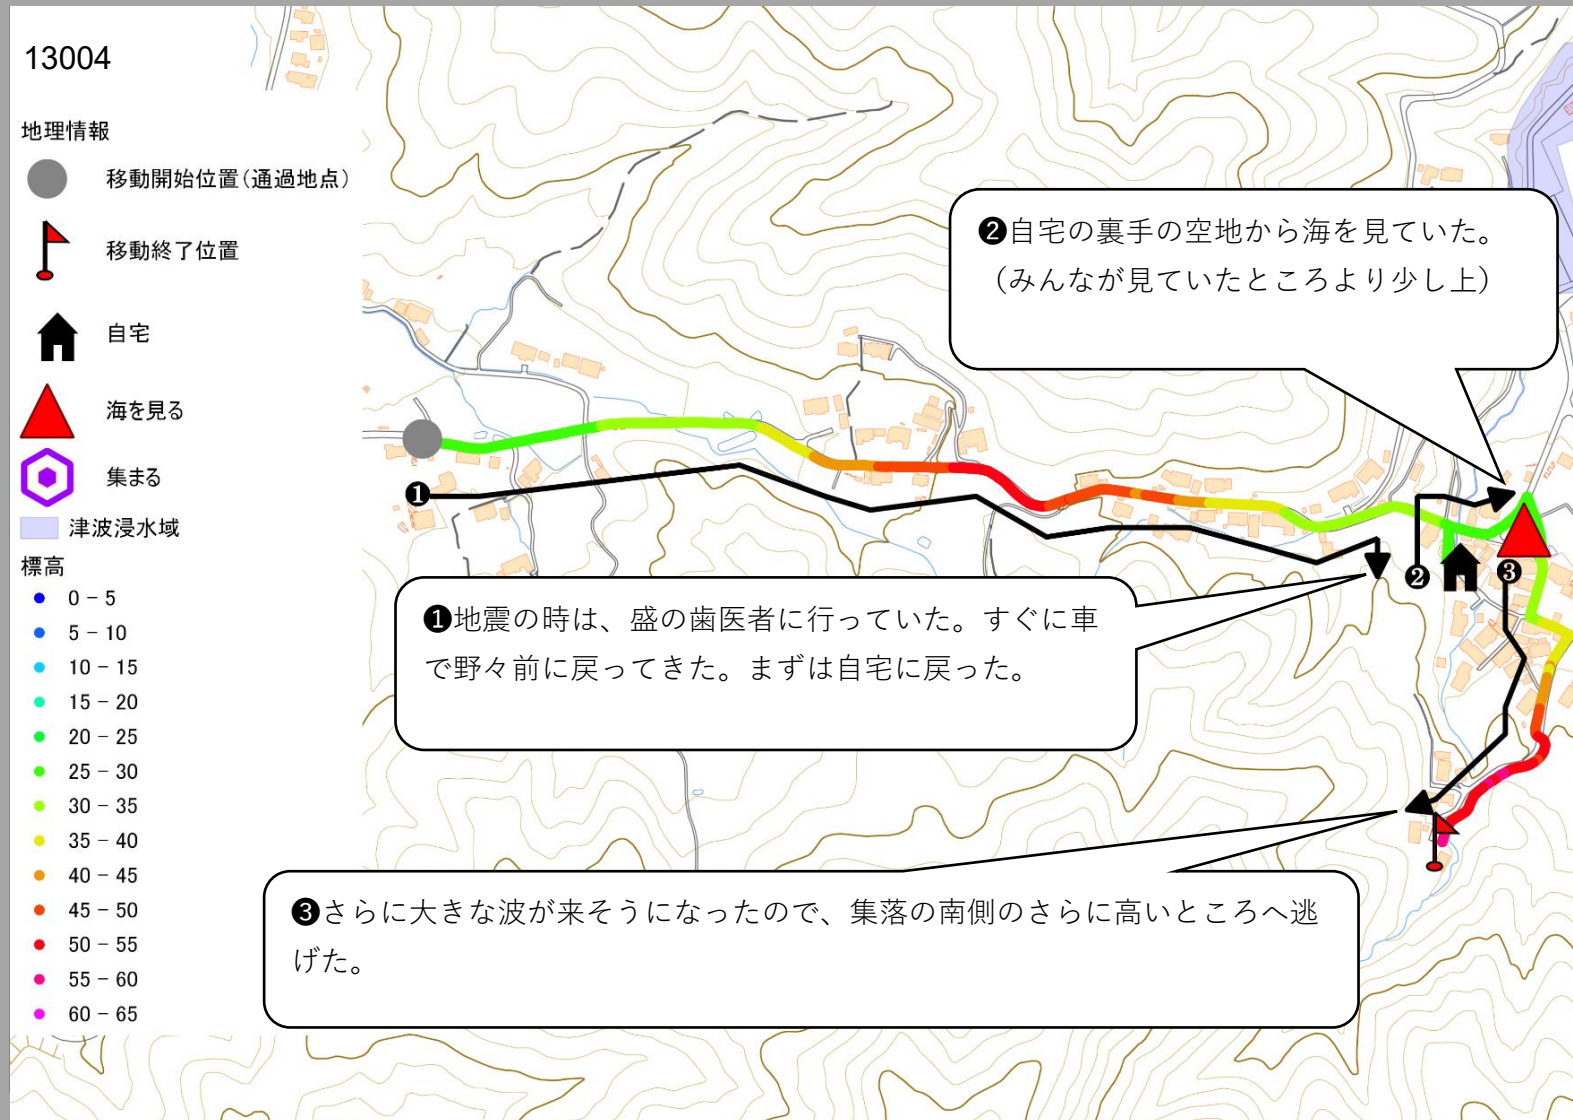 13004
地理情報
移動開始位置(通過地点)
移動終了位置
自宅
海を見る
集まる
津波浸水域
標高
0 - 5
5 - 10
10 - 15
15 - 20
20 - 25
25 - 30
30 - 35
35 - 40
40 - 45
45 - 50
50 - 55
55 - 60
60 - 65
❷自宅の裏手の空地から海を見ていた。
（みんなが見ていたところより少し上）
❶
❷
❸
❶地震の時は、盛の歯医者に行っていた。すぐに車
で野々前に戻ってきた。まずは自宅に戻った。
❸さらに大きな波が来そうになったので、集落の南側のさらに高いところへ逃
げた。